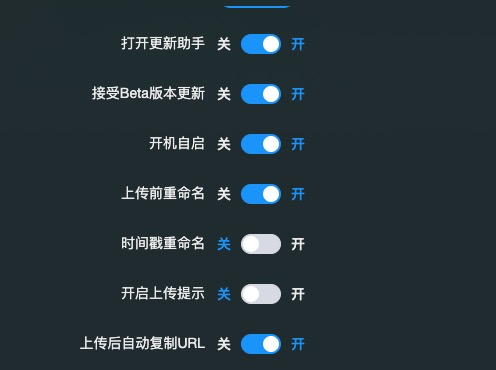 打开更新助手 关 开
接受Beta版本更新 关 开
开机自启 关 开
上传前重命名 关 开
时间戳重命名 关 开
开启上传提示 关 开
上传后自动复制URL 关 开